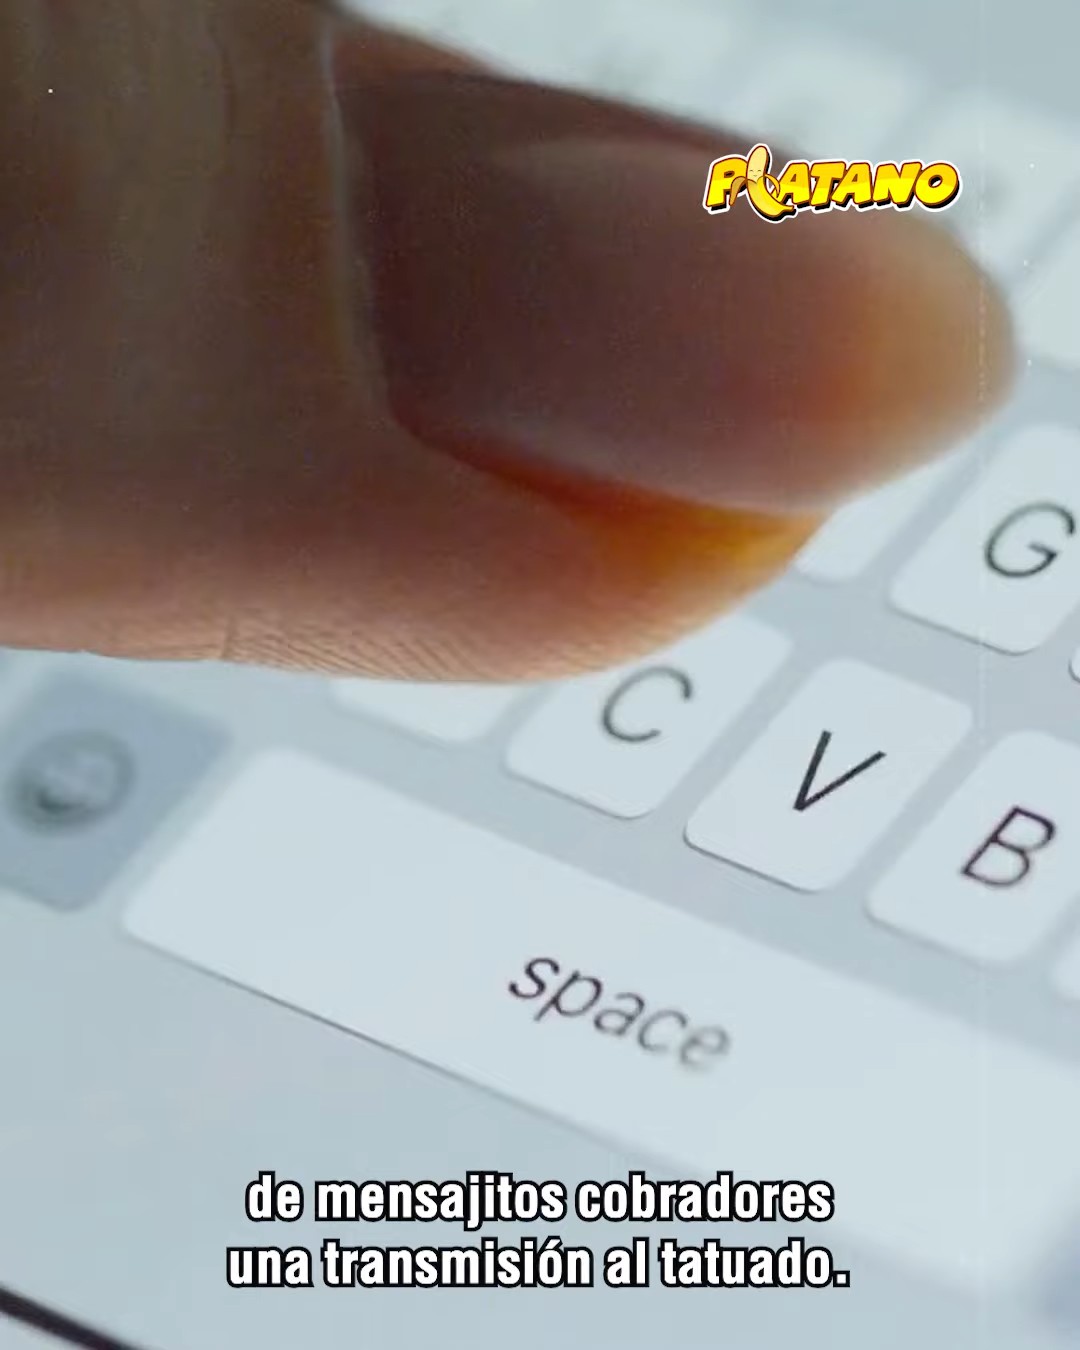 PLATANO
G
C V B
space
de mensajitos cobradores
una transmisión al tatuado.